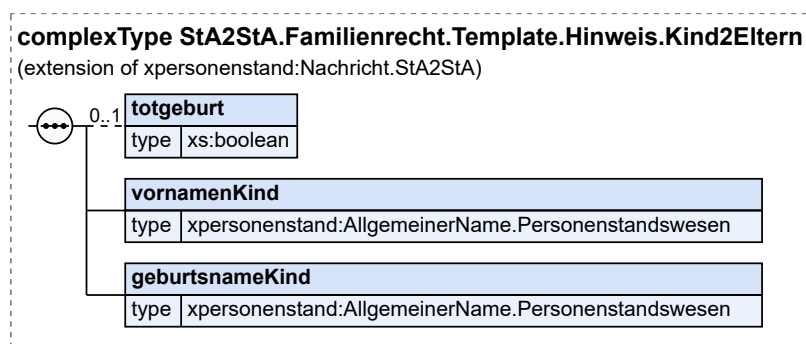 complexType StA2StA.Familienrecht.Template.Hinweis.Kind2Eltern
(extension of xpersonenstand:Nachricht.StA2StA)
0..1
totgeburt
type xs:boolean
vornamenKind
type xpersonenstand:AllgemeinerName.Personenstandswesen
geburtsnameKind
type xpersonenstand:AllgemeinerName.Personenstandswesen